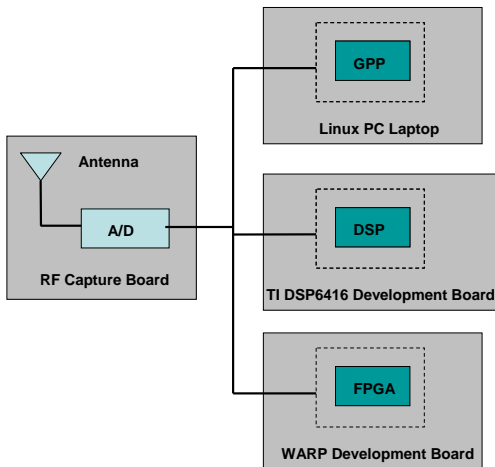 GPP
Linux PC Laptop
Antenna
A/D
RF Capture Board
DSP
TI DSP6416 Development Board
FPGA
WARP Development Board